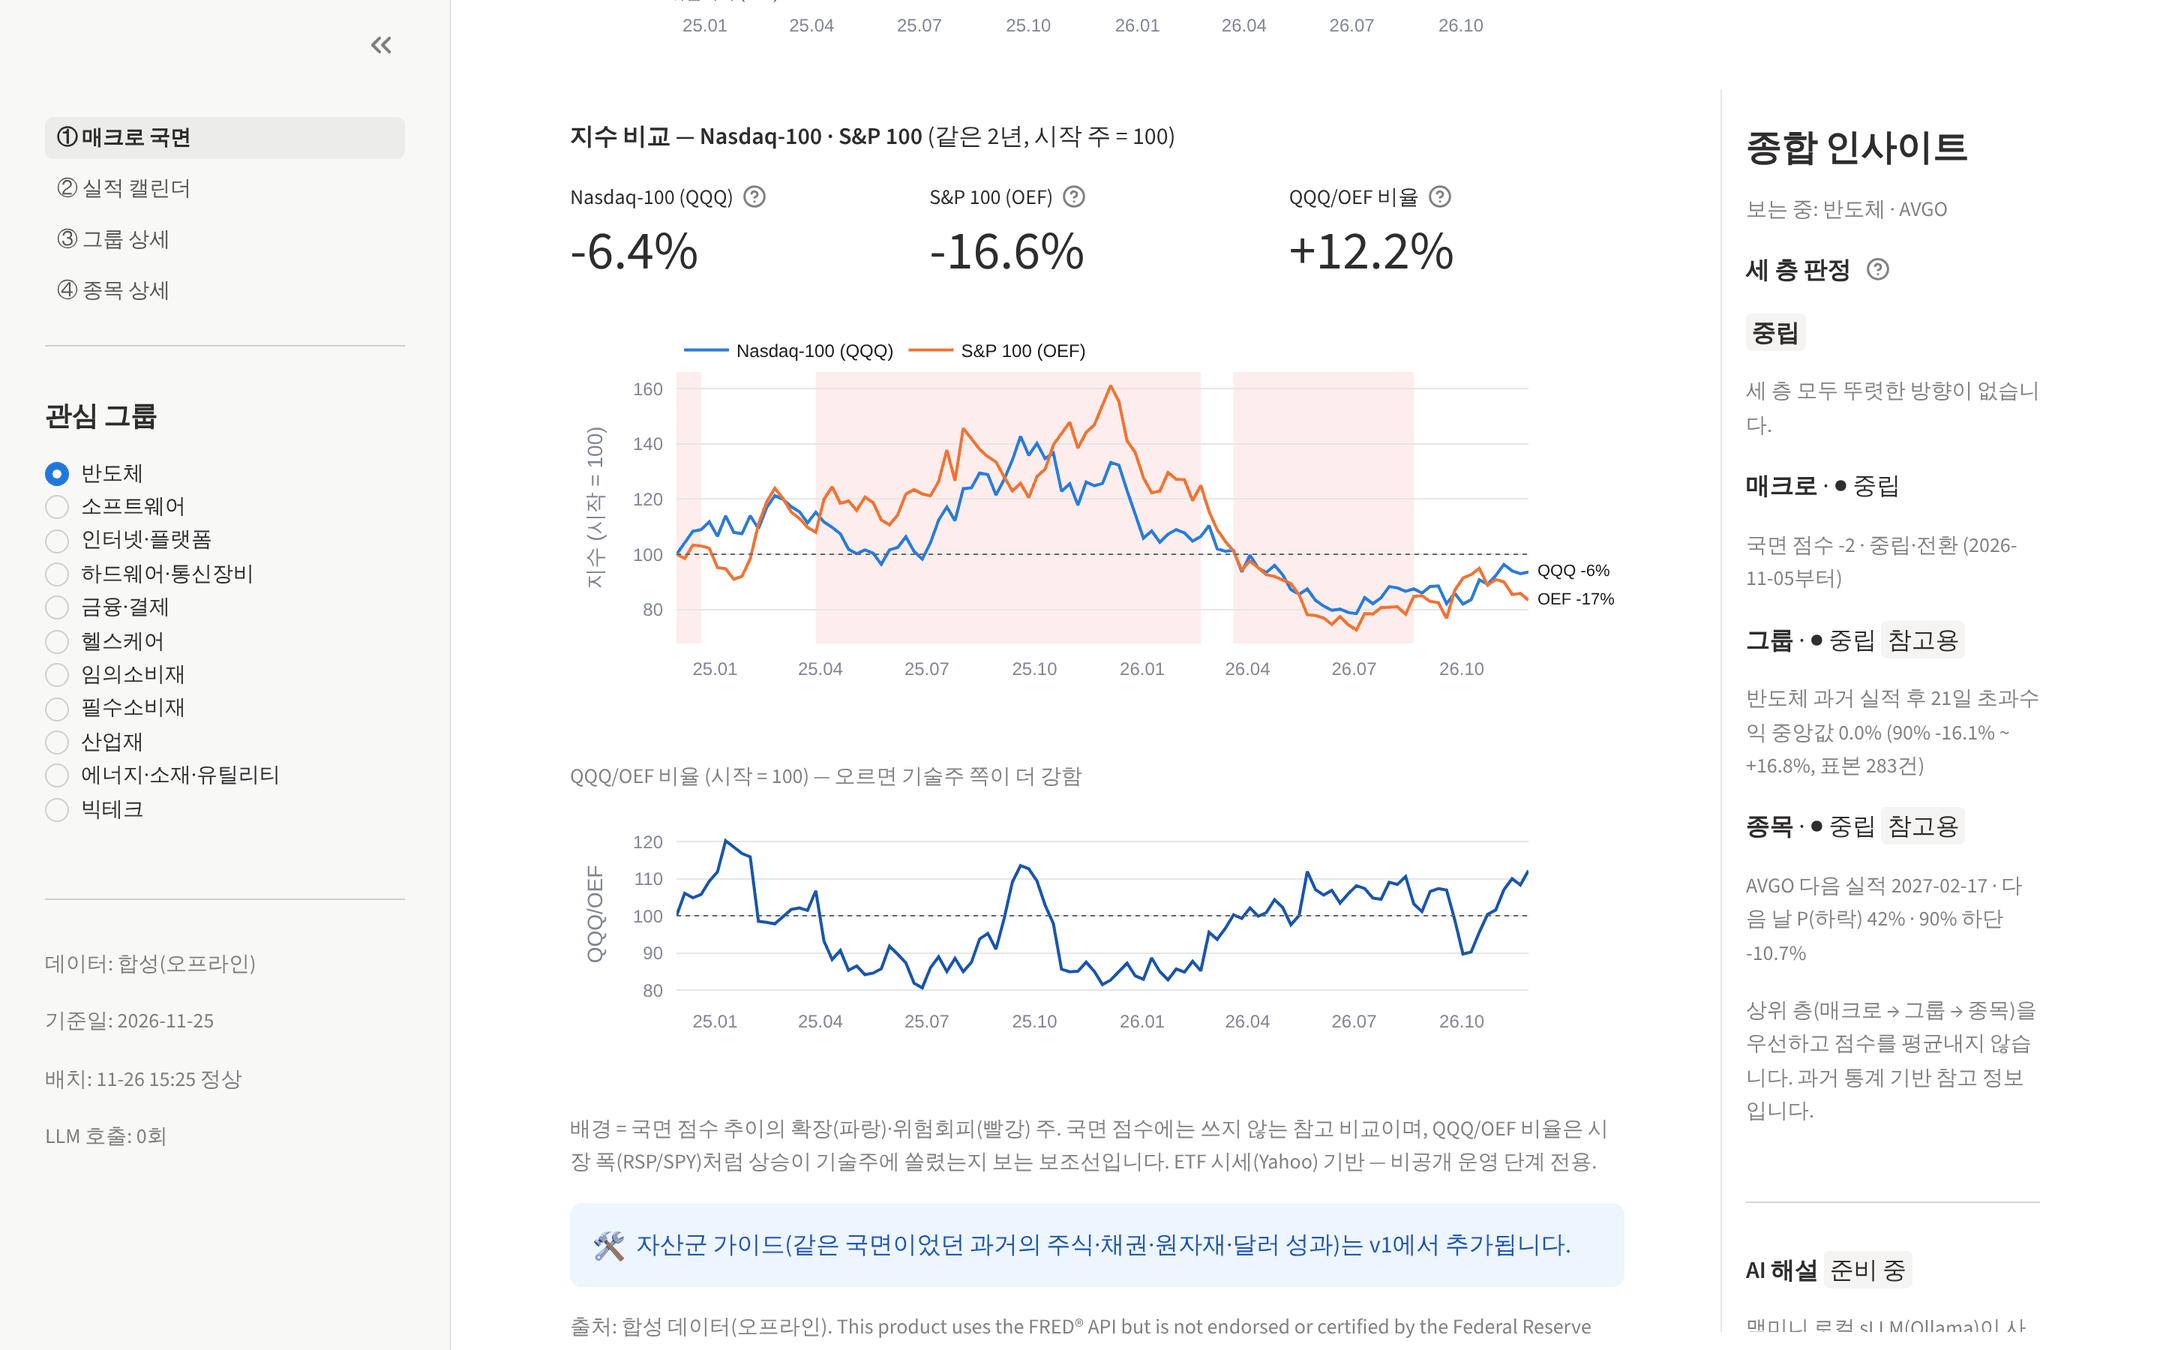 ① 매크로 국면
② 실적 캘린더
③ 그룹 상세
④ 종목 상세
관심 그룹
반도체
소프트웨어
인터넷·플랫폼
하드웨어·통신장비
금융·결제
헬스케어
임의소비재
필수소비재
산업재
에너지·소재·유틸리티
빅테크
데이터: 합성(오프라인)
기준일: 2026-11-25
배치: 11-26 15:25 정상
LLM 호출: 0회
25.01 25.04 25.07 25.10 26.01 26.04 26.07 26.10
지수 비교 — Nasdaq-100 · S&P 100 (같은 2년, 시작 주 = 100)
Nasdaq-100 (QQQ) S&P 100 (OEF) QQQ/OEF 비율
-6.4% -16.6% +12.2%
Nasdaq-100 (QQQ) S&P 100 (OEF)
지수 (시작 = 100)
160
140
120
100
80
QQQ -6%
OEF -17%
25.01 25.04 25.07 25.10 26.01 26.04 26.07 26.10
QQQ/OEF 비율 (시작 = 100) — 오르면 기술주 쪽이 더 강함
QQQ/OEF
120
110
100
90
80
25.01 25.04 25.07 25.10 26.01 26.04 26.07 26.10
배경 = 국면 점수 추이의 확장(파랑)·위험회피(빨강) 주. 국면 점수에는 쓰지 않는 참고 비교이며, QQQ/OEF 비율은 시
장 폭(RSP/SPY)처럼 상승이 기술주에 쏠렸는지 보는 보조선입니다. ETF 시세(Yahoo) 기반 — 비공개 운영 단계 전용.
🛠️ 자산군 가이드(같은 국면이었던 과거의 주식·채권·원자재·달러 성과)는 v1에서 추가됩니다.
출처: 합성 데이터(오프라인). This product uses the FRED® API but is not endorsed or certified by the Federal Reserve
종합 인사이트
보는 중: 반도체 · AVGO
세 층 판정
중립
세 층 모두 뚜렷한 방향이 없습니
다.
매크로 · ● 중립
국면 점수 -2 · 중립·전환 (2026-
11-05부터)
그룹 · ● 중립 참고용
반도체 과거 실적 후 21일 초과수
익 중앙값 0.0% (90% -16.1% ~
+16.8%, 표본 283건)
종목 · ● 중립 참고용
AVGO 다음 실적 2027-02-17 · 다
음 날 P(하락) 42% · 90% 하단
-10.7%
상위 층(매크로 → 그룹 → 종목)을
우선하고 점수를 평균내지 않습
니다. 과거 통계 기반 참고 정보
입니다.
AI 해설 준비 중
맥미니 로컬 sLLM(Ollama)이 사